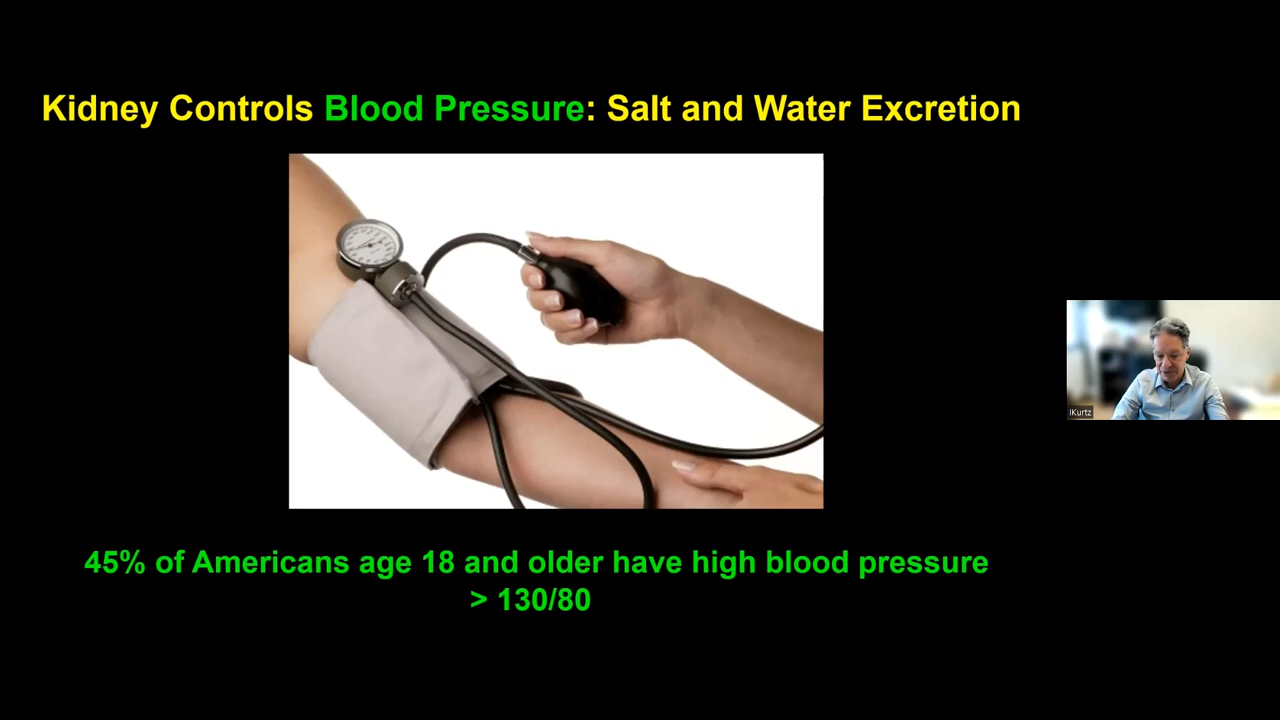 Kidney Controls Blood Pressure: Salt and Water Excretion
45% of Americans age 18 and older have high blood pressure
> 130/80
IKurtz